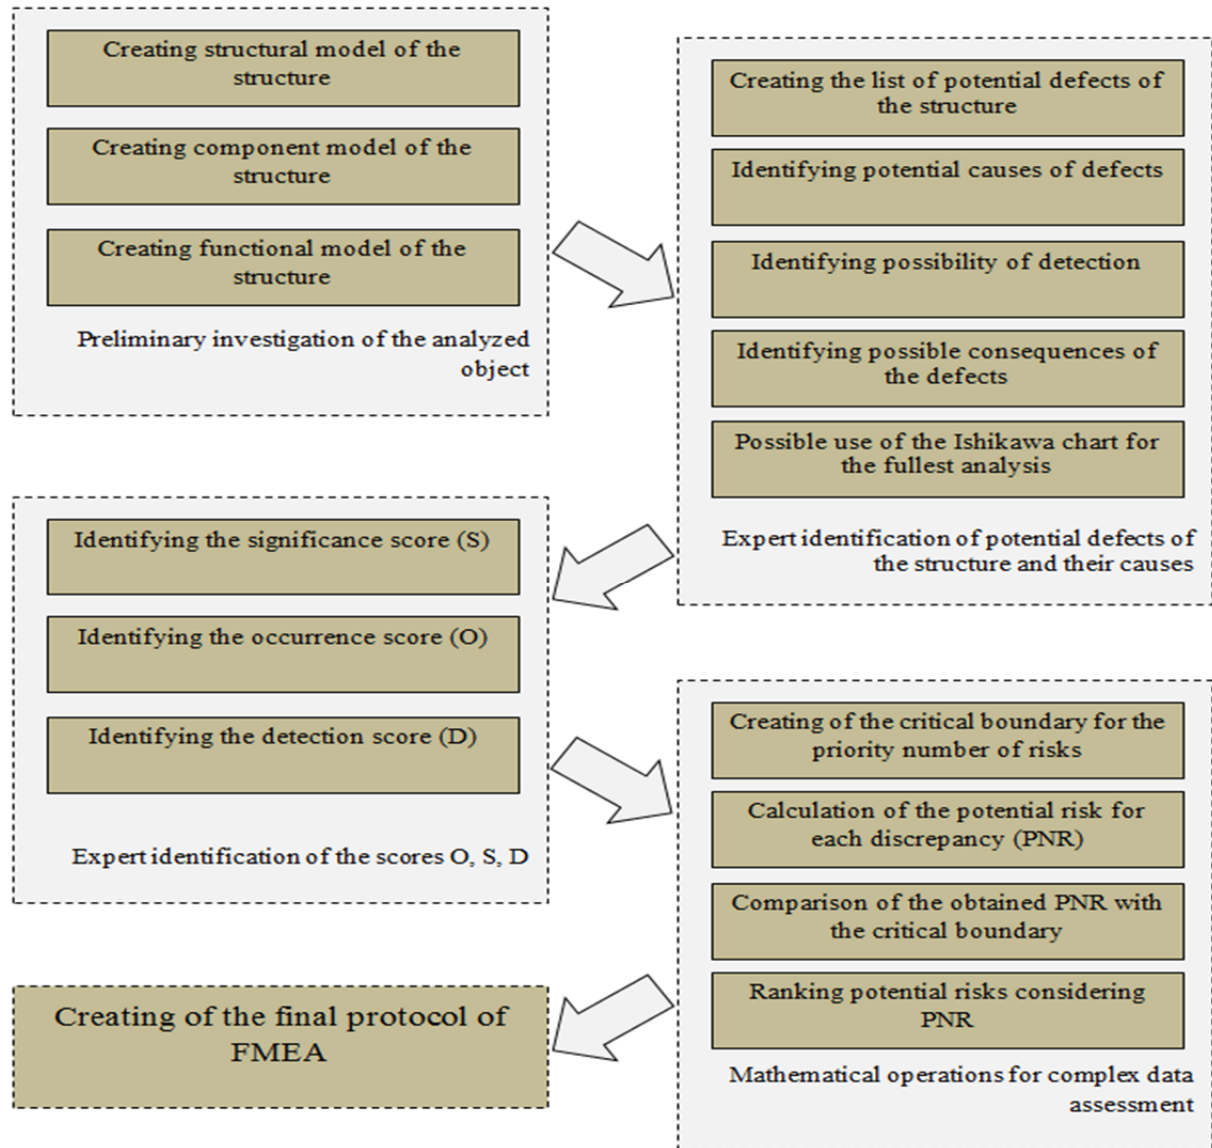 Creating structural model of the
structure
Creating component model of the
structure
Creating functional model of the
structure
Preliminary investigation of the analyzed
object
Creating the list of potential defects of
the structure
Identifying potential causes of defects
Identifying possibility of detection
Identifying possible consequences of
the defects
Possible use of the Ishikawa chart for
the fullest analysis
Expert identification of potential defects of
the structure and their causes
Identifying the significance score (S)
Identifying the occurrence score (O)
Identifying the detection score (D)
Expert identification of the scores O, S, D
Creating of the critical boundary for the
priority number of risks
Calculation of the potential risk for
each discrepancy (PNR)
Comparison of the obtained PNR with
the critical boundary
Ranking potential risks considering
PNR
Mathematical operations for complex data
assessment
Creating of the final protocol of
FMEA